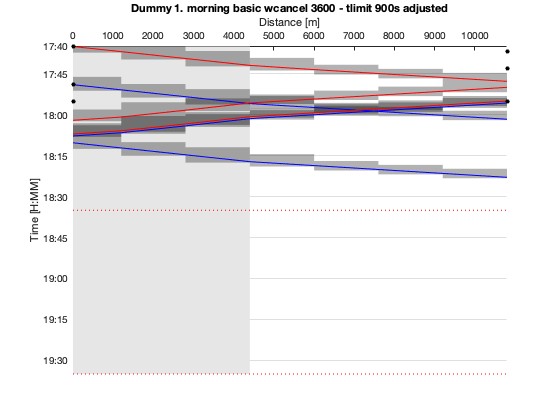 Dummy 1. morning basic wcancel 3600 - tlimit 900s adjusted
Distance [m]
0 1000 2000 3000 4000 5000 6000 7000 8000 9000 10000
17:40
17:45
18:00
18:15
18:30
18:45
19:00
19:15
19:30
Time [H:MM]